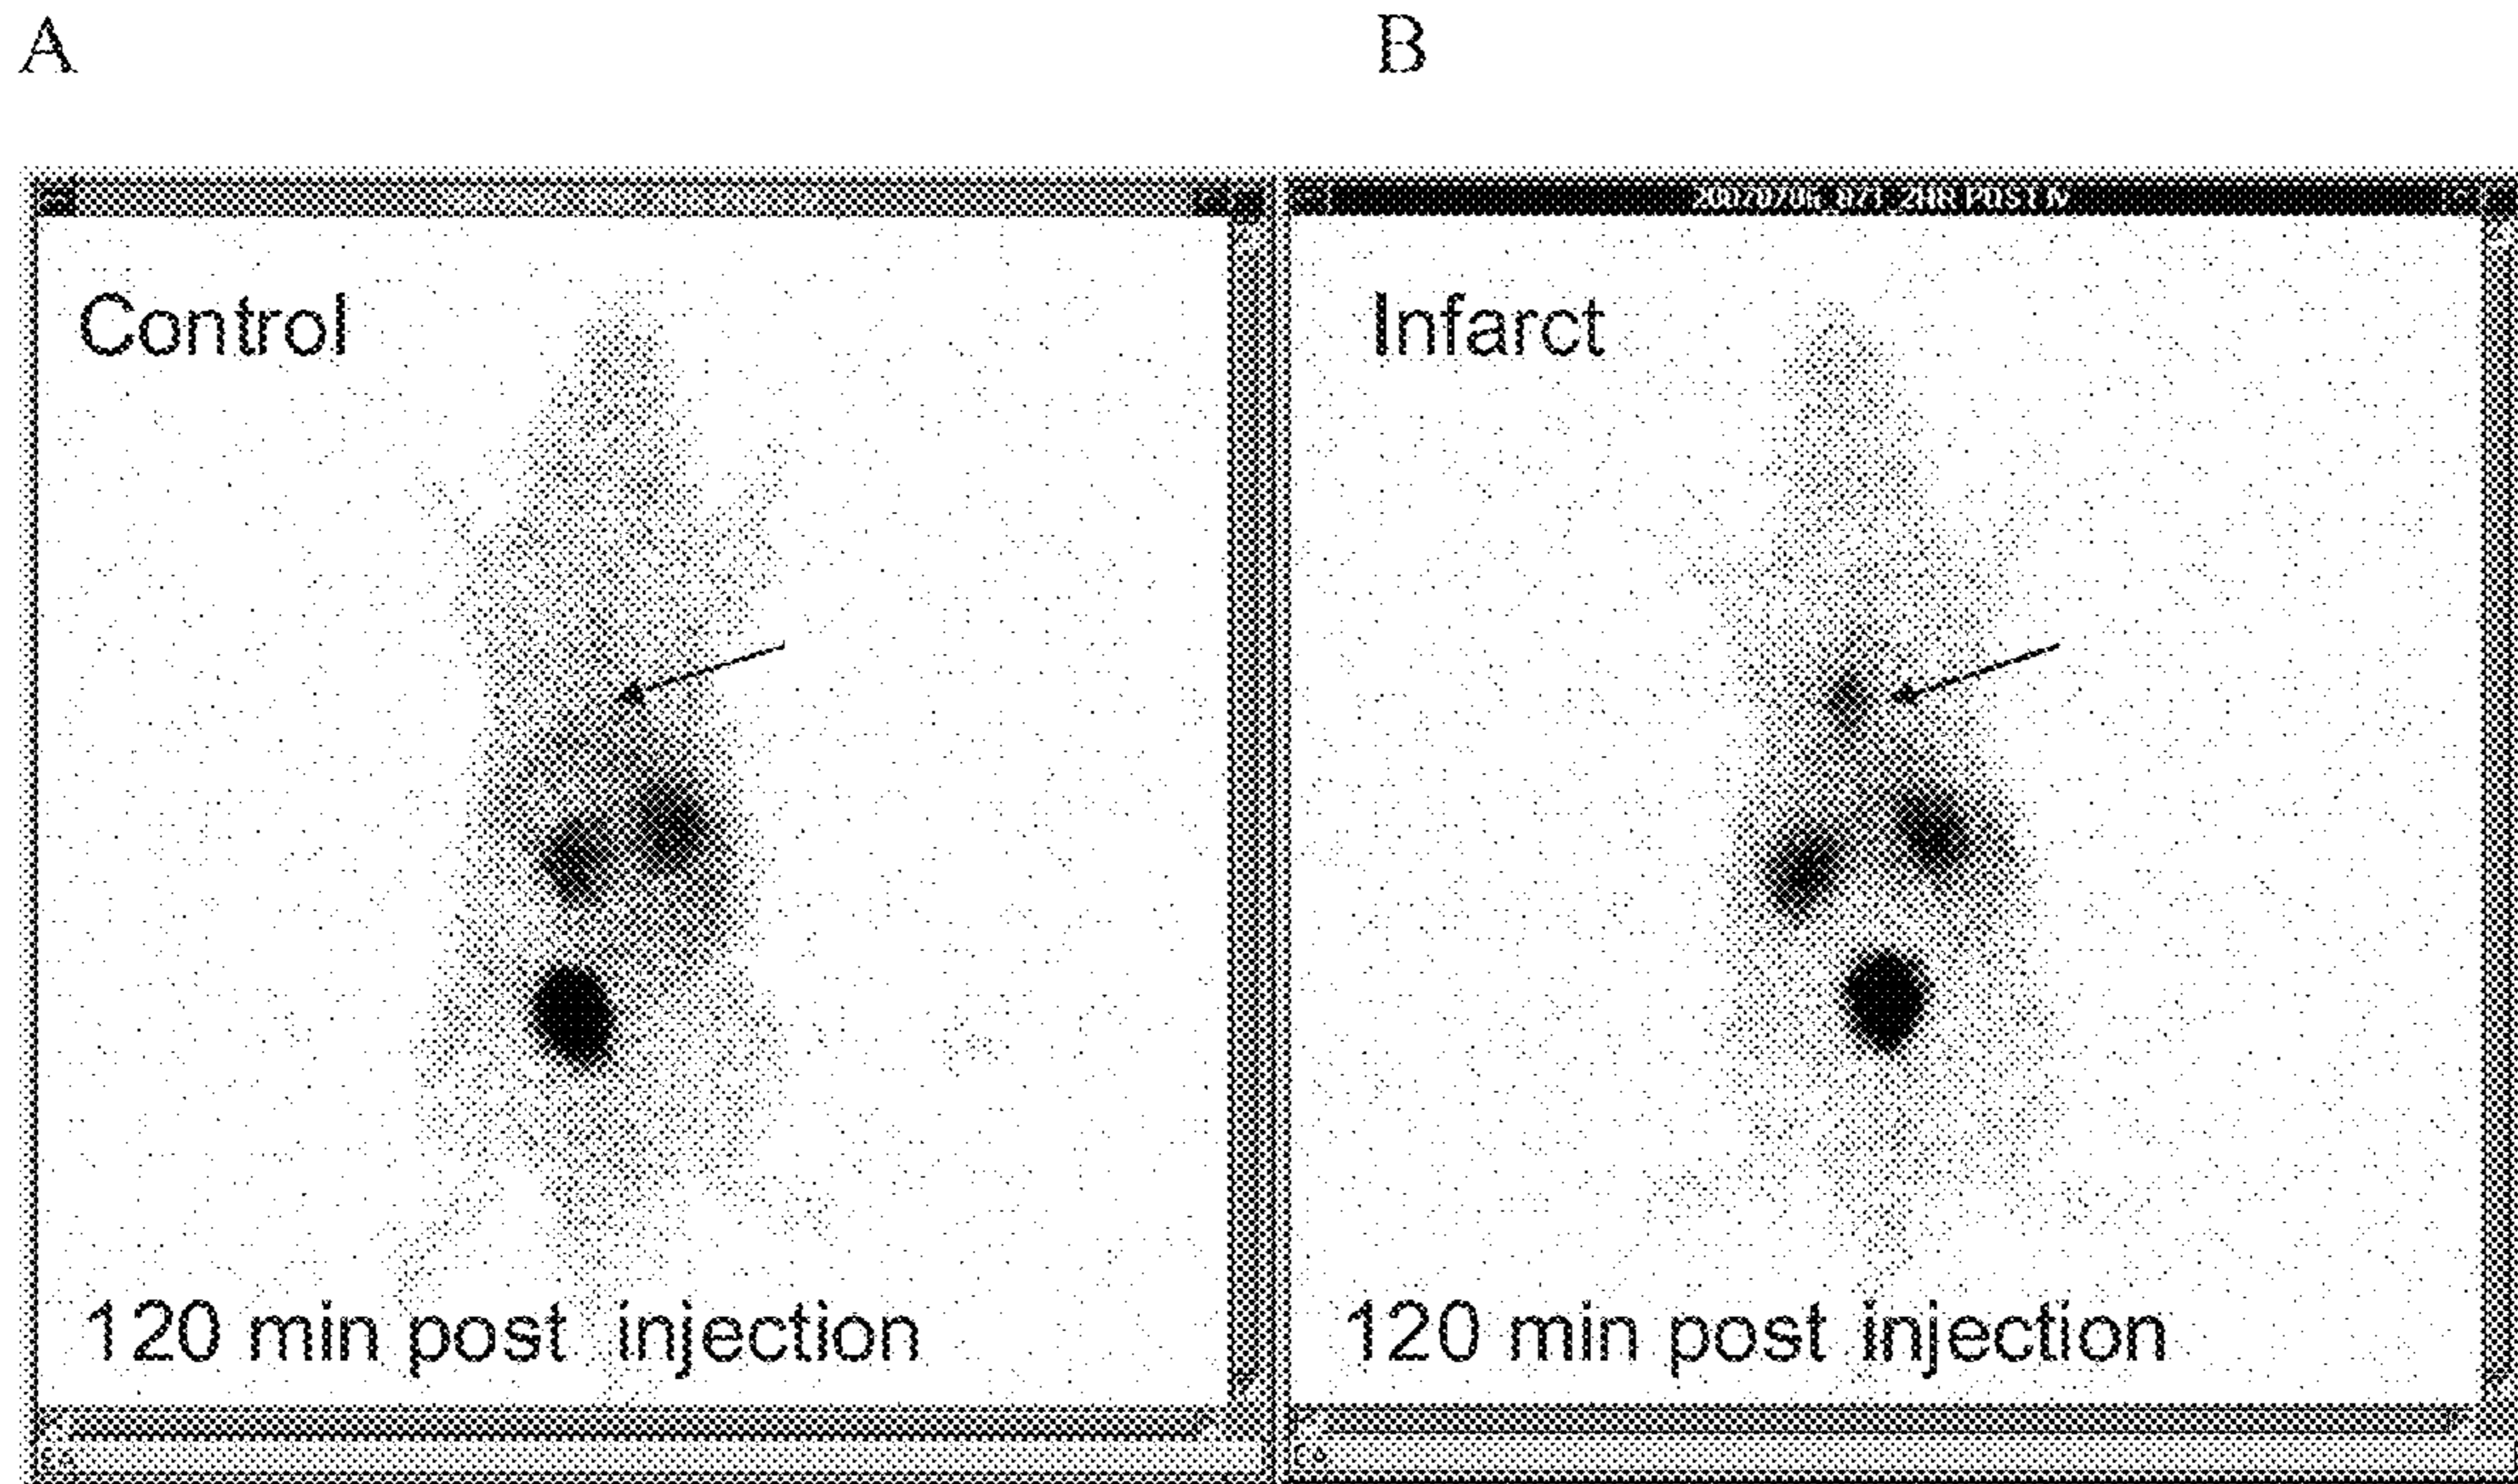 A
B
Control
Infarct
120 min post injection
120 min post injection